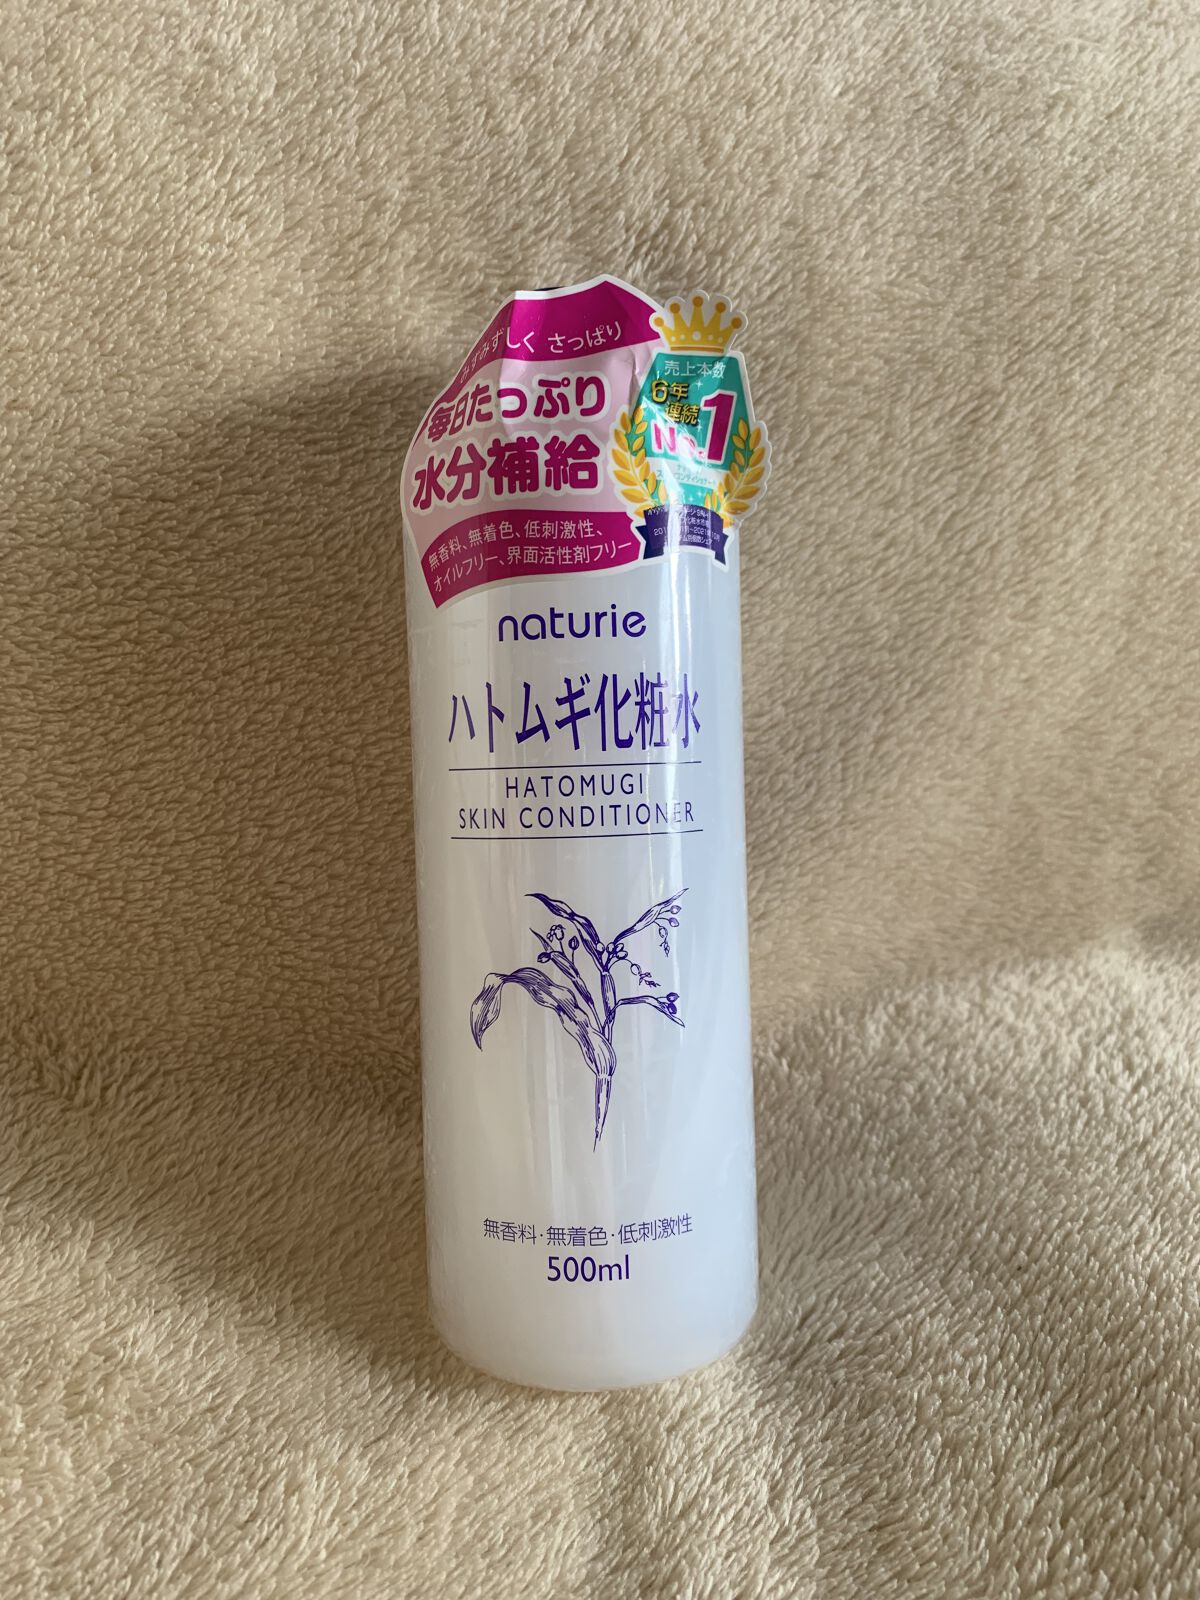 みずみずしく さっぱり
毎日たっぷり
水分補給
無香料、無着色、低刺激性、
オイルフリー、界面活性剤フリー
売上本数
6年
連続
No.1
naturie
ハトムギ化粧水
HATOMUGI
SKIN CONDITIONER
無香料・無着色・低刺激性
500ml